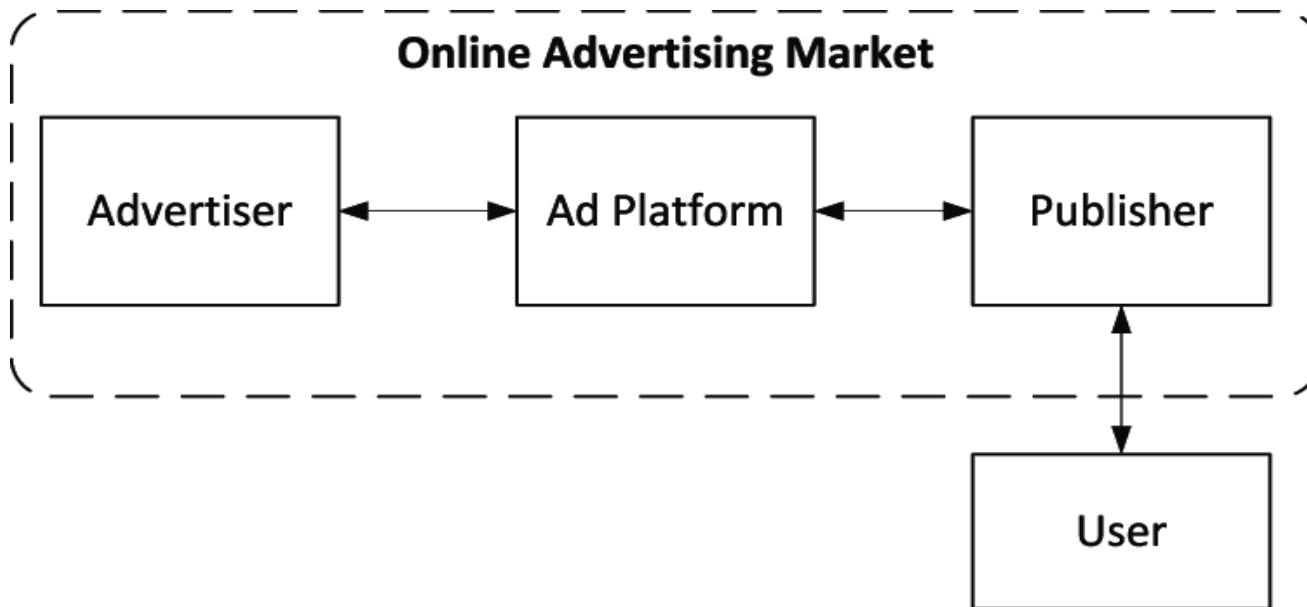 Online Advertising Market
Advertiser
Ad Platform
Publisher
User